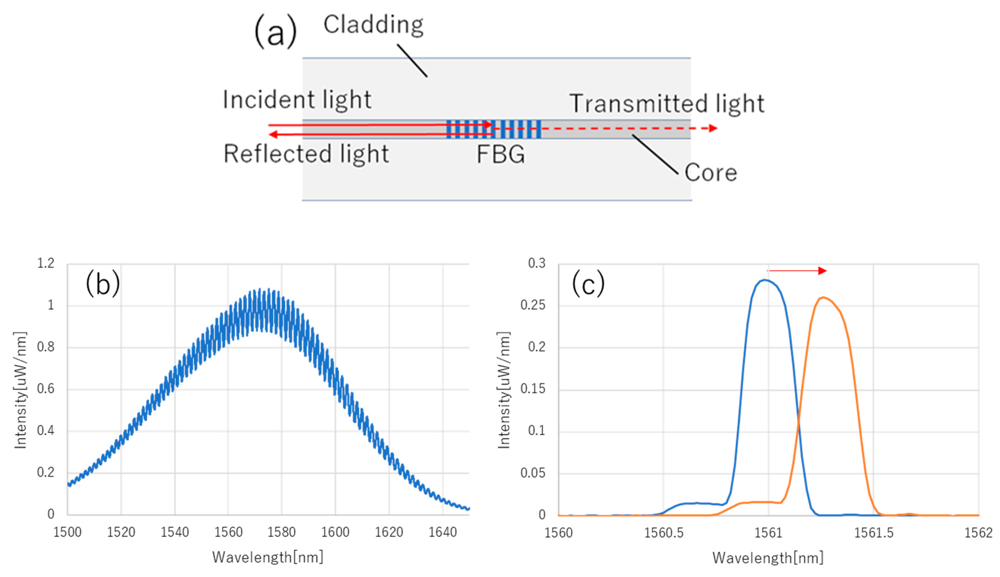 (a)
Cladding
Incident light
Transmitted light
Reflected light
FBG
Core
(b)
1.2
1
0.8
0.6
0.4
0.2
0
Intensity[uW/nm]
1500 1520 1540 1560 1580 1600 1620 1640
Wavelength[nm]
(c)
0.3
0.25
0.2
0.15
0.1
0.05
0
Intensity[uW/nm]
1560 1560.5 1561 1561.5 1562
Wavelength[nm]